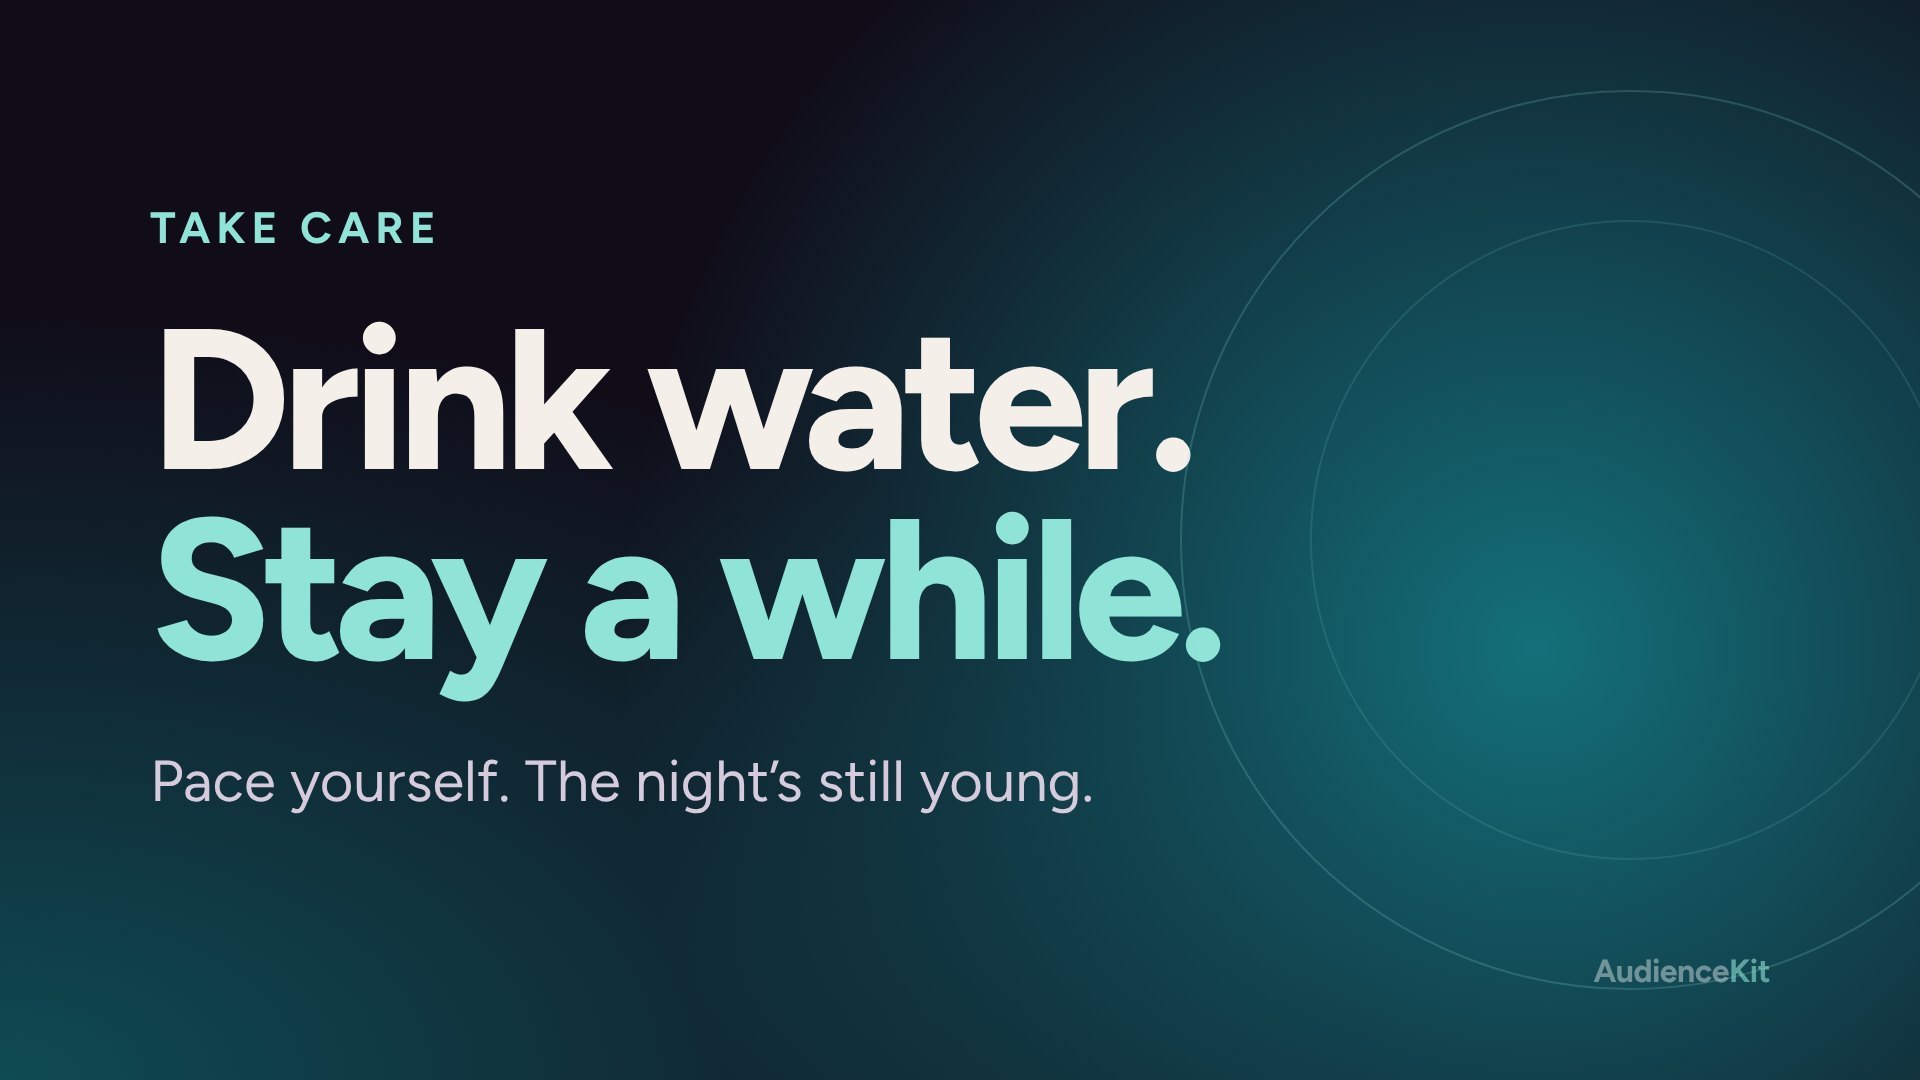 TAKE CARE
Drink water.
Stay a while.
Pace yourself. The night’s still young.
AudienceKit